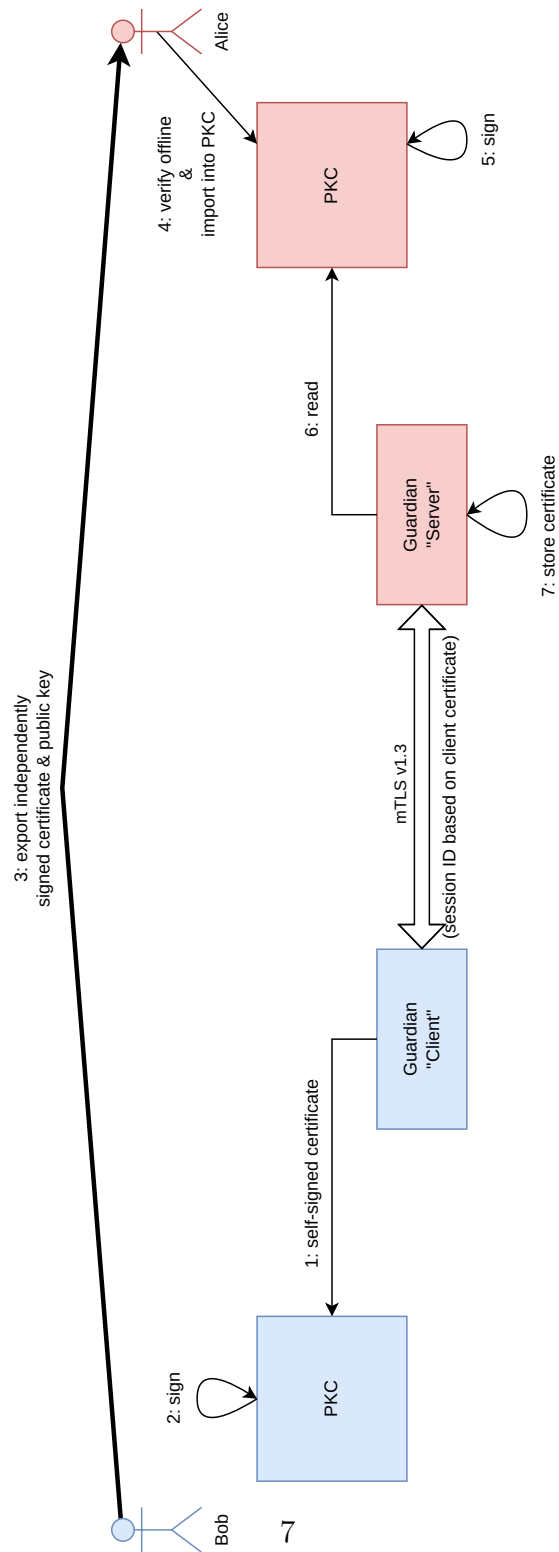 3: export independently
signed certificate & public key
Bob
Alice
2: sign
4: verify offline
&
import into PKC
PKC
1: self-signed certificate
6: read
PKC
5: sign
Guardian
"Client"
mTLS v1.3
(session ID based on client certificate)
Guardian
"Server"
7: store certificate
7